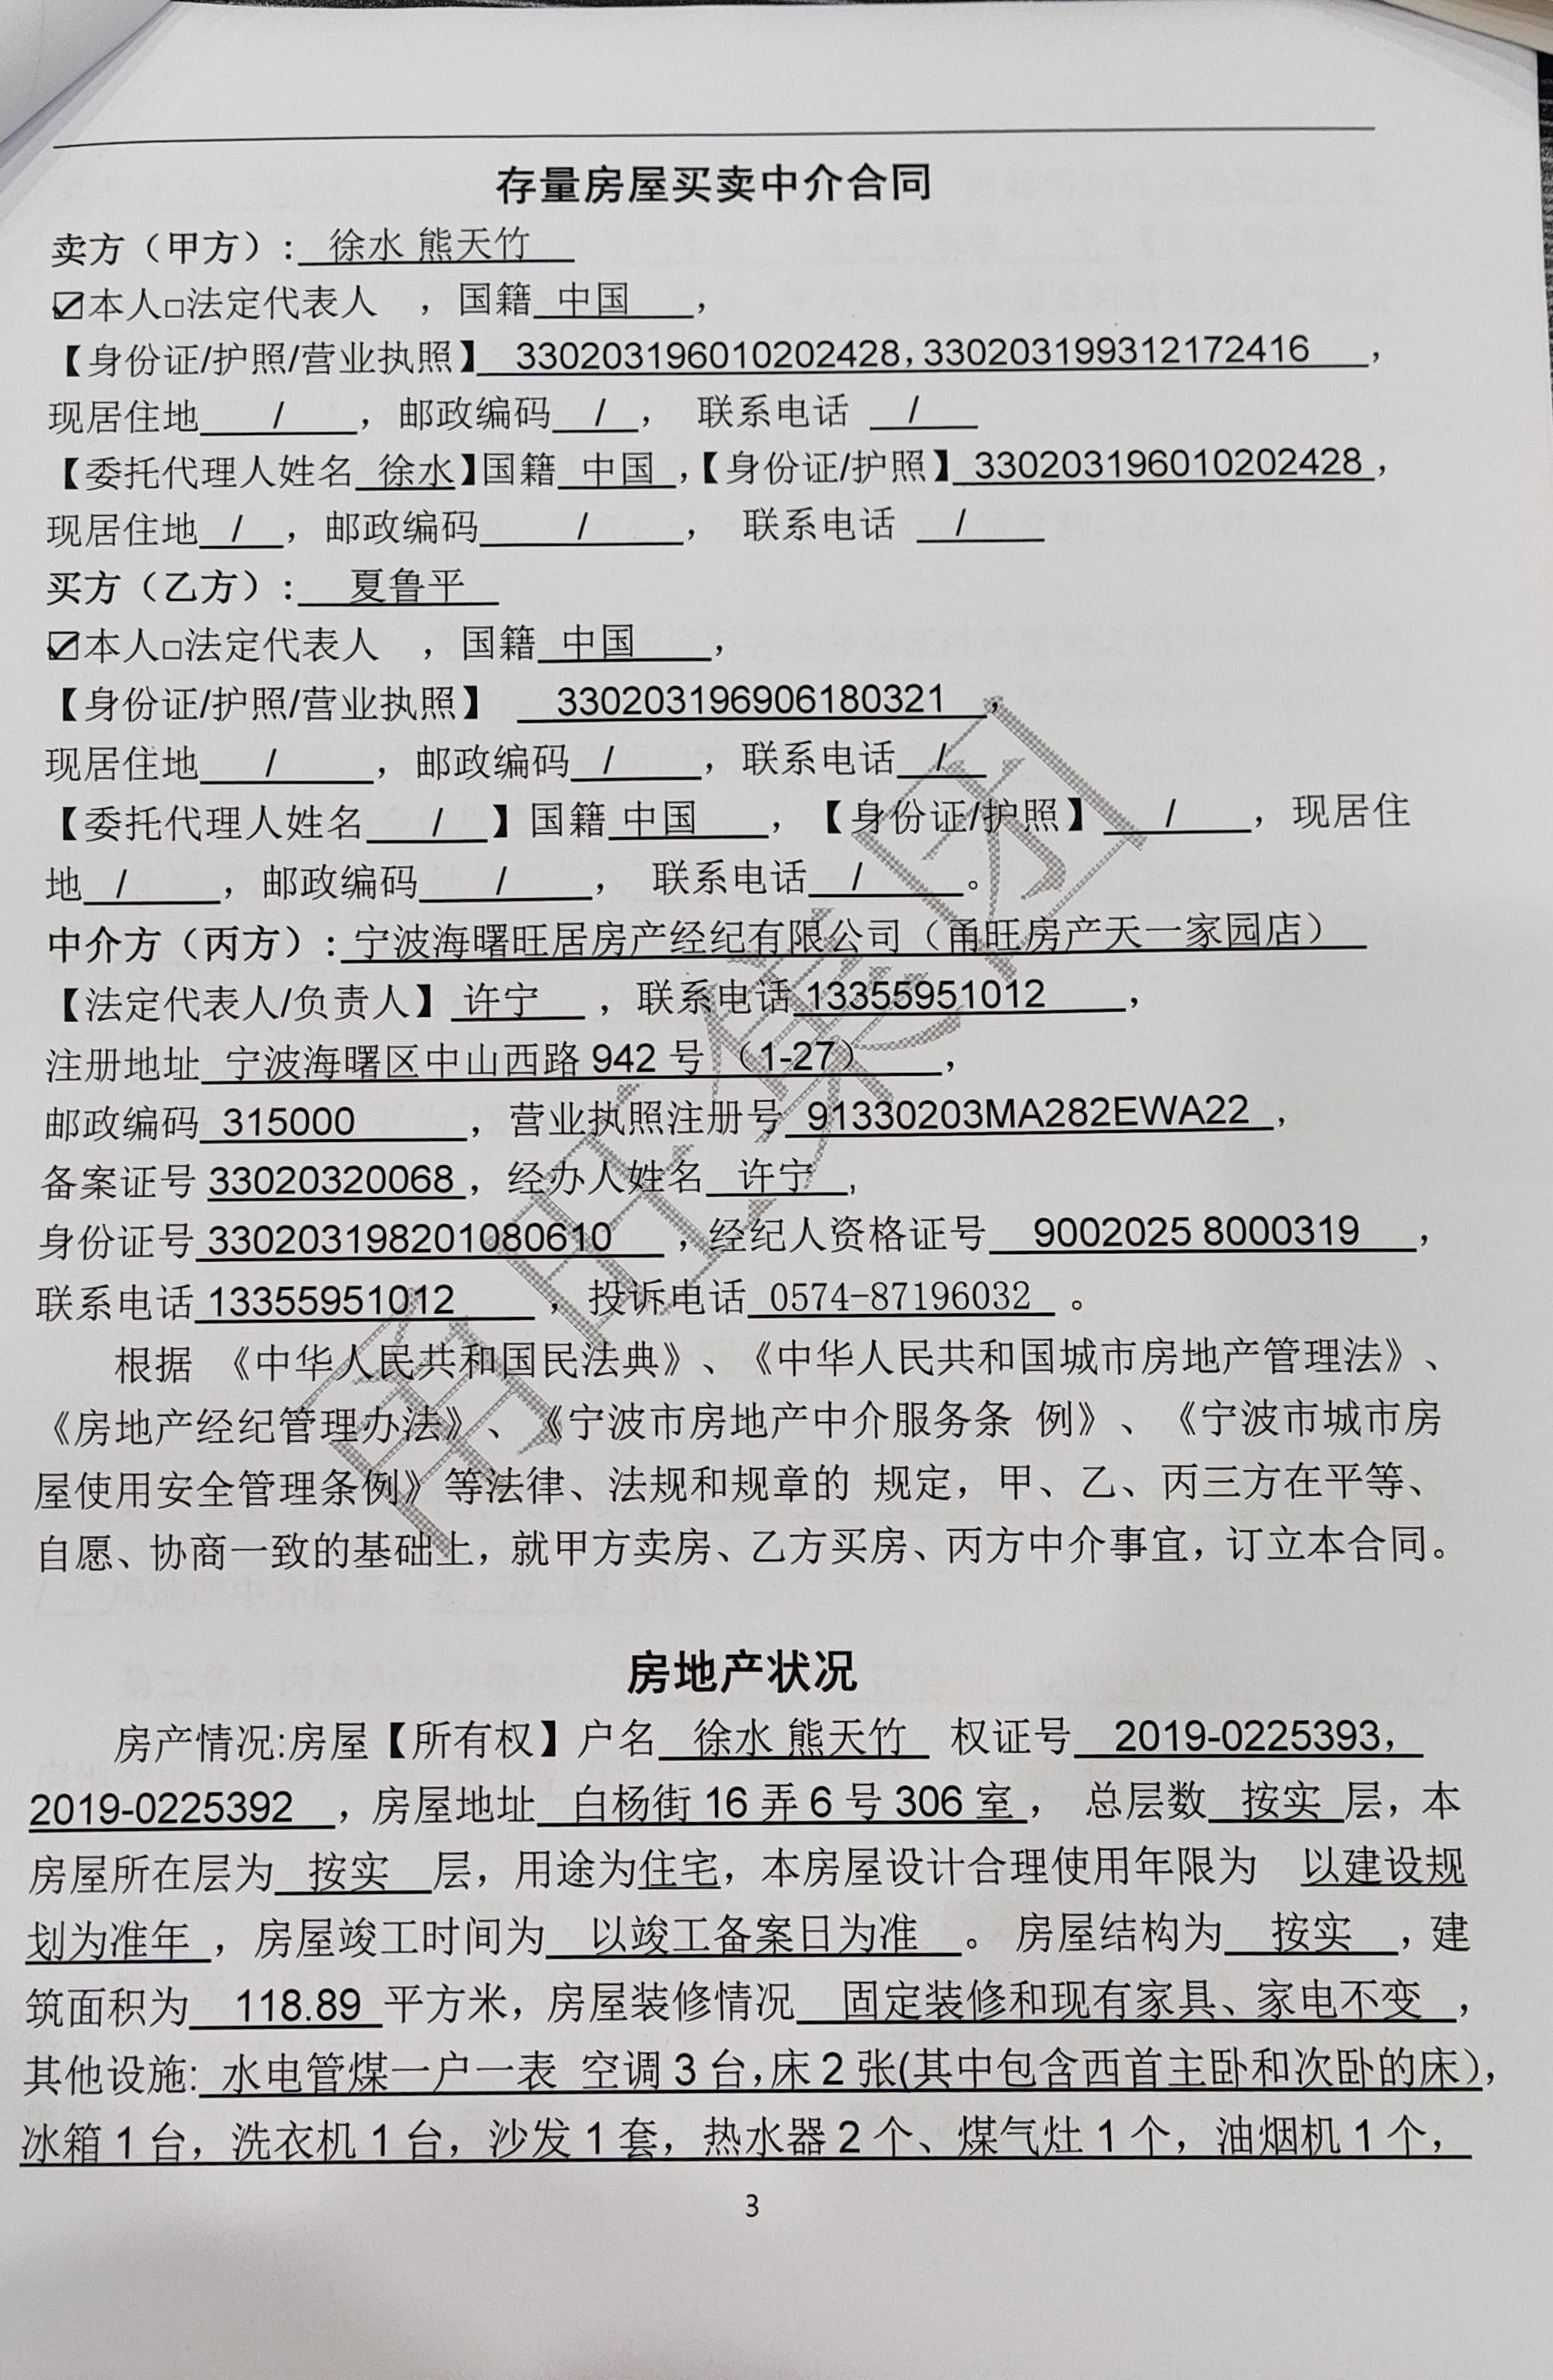 存量房屋买卖中介合同
卖方（甲方）: 徐水 熊天竹
☑本人□法定代表人 ，国籍 中国 ，
【身份证/护照/营业执照】 330203196010202428，330203199312172416 ，
现居住地 / ，邮政编码 / ， 联系电话 /
【委托代理人姓名 徐水】国籍 中国 ，【身份证/护照】 330203196010202428 ，
现居住地 / ，邮政编码 / ， 联系电话 /
买方（乙方）: 夏鲁平
☑本人□法定代表人 ，国籍 中国 ，
【身份证/护照/营业执照】 330203196906180321 ，
现居住地 / ，邮政编码 / ，联系电话 /
【委托代理人姓名 / 】国籍 中国 ，【身份证/护照】 / ，现居住
地 / ，邮政编码 / ， 联系电话 / 。
中介方（丙方）: 宁波海曙旺居房产经纪有限公司（甬旺房产天一家园店）
【法定代表人/负责人】 许宁 ，联系电话 13355951012 ，
注册地址 宁波海曙区中山西路 942 号 （1-27） ，
邮政编码 315000 ，营业执照注册号 91330203MA282EWA22 ，
备案证号 33020320068 ，经办人姓名 许宁 ，
身份证号 330203198201080610 ，经纪人资格证号 9002025 8000319 ，
联系电话 13355951012 ，投诉电话 0574-87196032 。
根据 《中华人民共和国民法典》、《中华人民共和国城市房地产管理法》、
《房地产经纪管理办法》、《宁波市房地产中介服务条 例》、《宁波市城市房
屋使用安全管理条例》等法律、法规和规章的 规定，甲、乙、丙三方在平等、
自愿、协商一致的基础上，就甲方卖房、乙方买房、丙方中介事宜，订立本合同。
房地产状况
房产情况:房屋【所有权】户名 徐水 熊天竹 权证号 2019-0225393，
2019-0225392 ，房屋地址 白杨街 16 弄 6 号 306 室 ， 总层数 按实 层，本
房屋所在层为 按实 层，用途为住宅，本房屋设计合理使用年限为 以建设规
划为准年 ，房屋竣工时间为 以竣工备案日为准 。 房屋结构为 按实 ，建
筑面积为 118.89 平方米，房屋装修情况 固定装修和现有家具、家电不变 ，
其他设施: 水电管煤一户一表 空调 3 台，床 2 张(其中包含西首主卧和次卧的床)，
冰箱 1 台，洗衣机 1 台，沙发 1 套，热水器 2 个、煤气灶 1 个，油烟机 1 个，
3